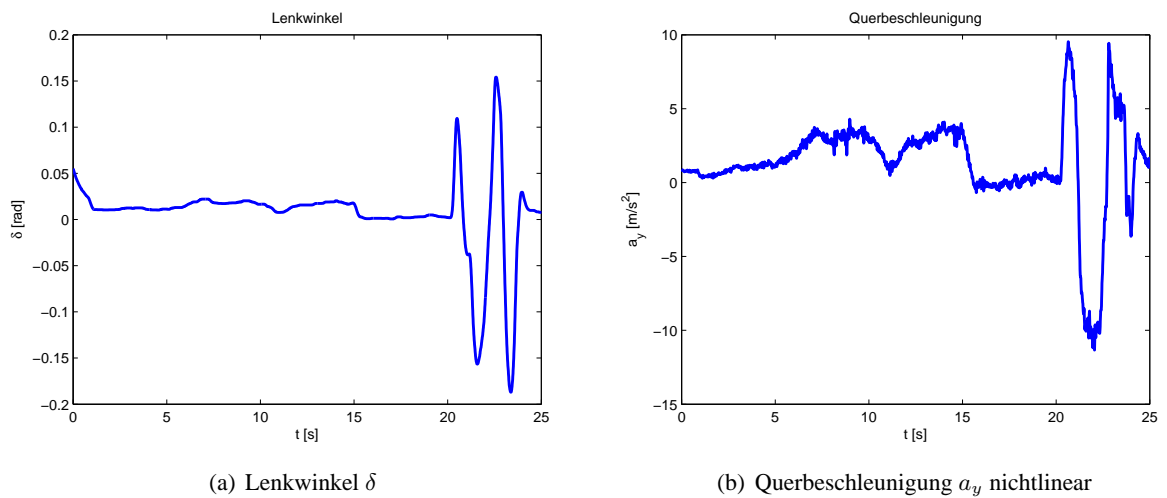 Lenkwinkel
0.2
0.15
0.1
0.05
0
−0.05
−0.1
−0.15
−0.2
δ [rad]
0 5 10 15 20 25
t [s]
(a) Lenkwinkel δ
Querbeschleunigung
10
5
0
−5
−10
−15
a_y [m/s²]
0 5 10 15 20 25
t [s]
(b) Querbeschleunigung a_y nichtlinear